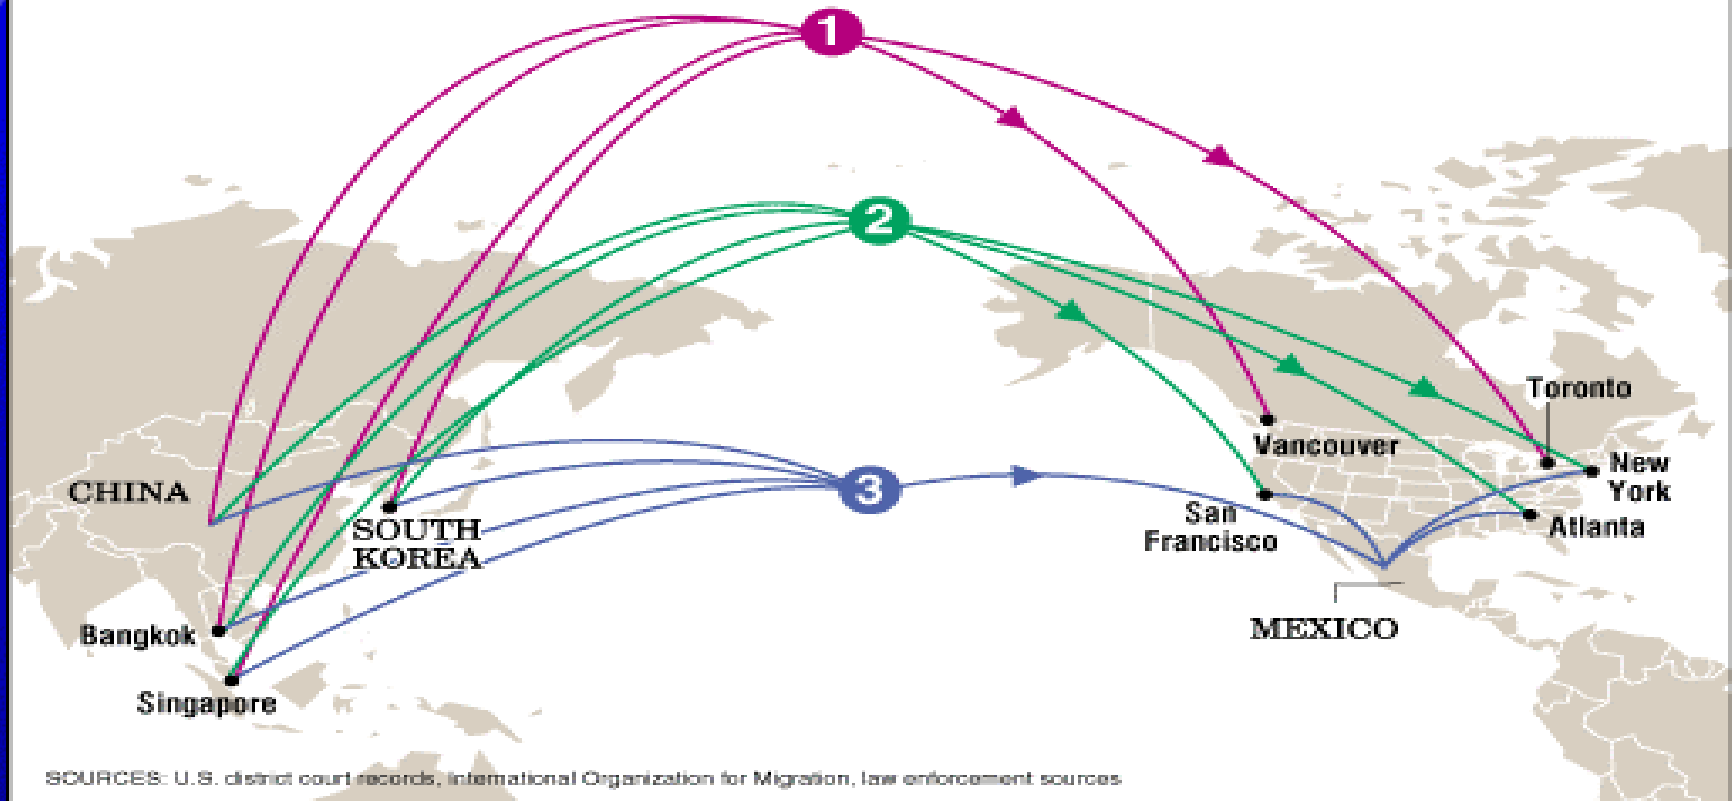 1
2
Toronto
Vancouver
New
York
CHINA
3
San
Francisco
Atlanta
SOUTH
KOREA
MEXICO
Bangkok
Singapore
SOURCES: U.S. district court records, International Organization for Migration, law enforcement sources